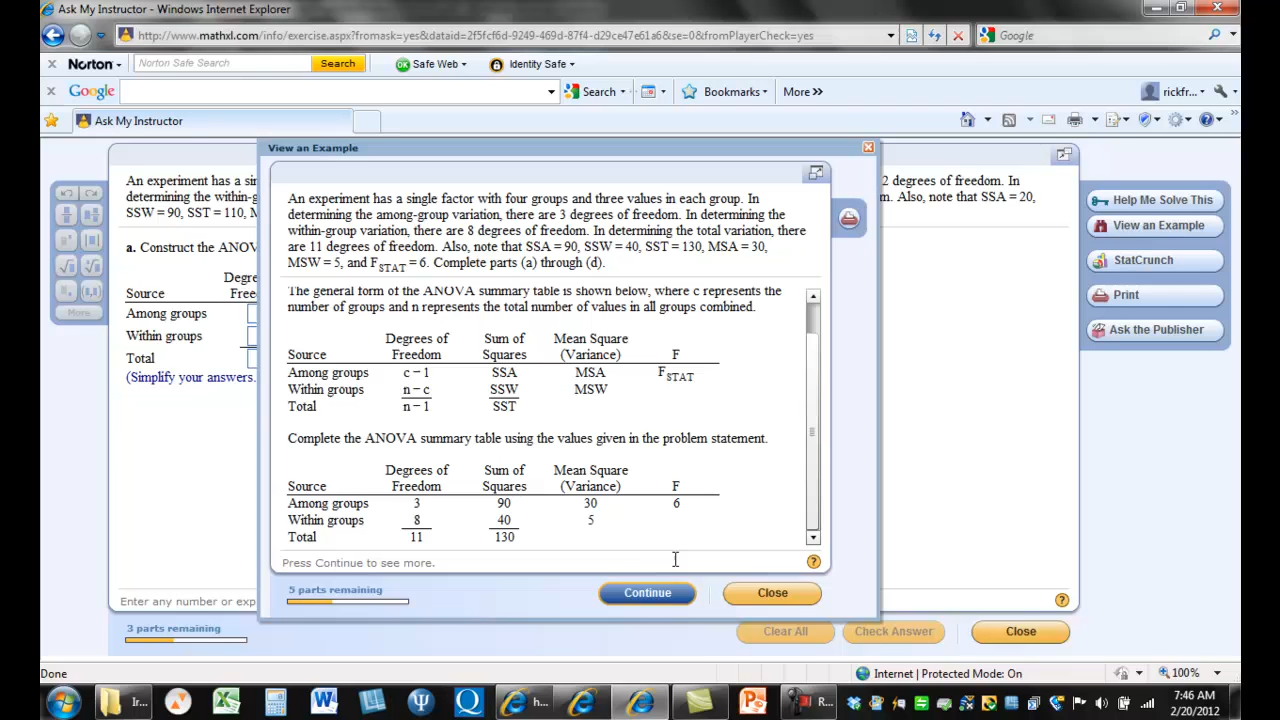 Ask My Instructor - Windows Internet Explorer
http://www.mathxl.com/info/exercise.aspx?fromask=yes&dataid=2f5fcf6d-9249-469d-87f4-d29ce47e61a6&se=0&fromPlayerCheck=yes
Google
x Norton Norton Safe Search Search OK Safe Web Identity Safe
x Google Search Bookmarks More >> rickfr...
Ask My Instructor
View an Example
An experiment has a si
determining the within-g
SSW = 90, SST = 110, M
2 degrees of freedom. In
m. Also, note that SSA = 20,
a. Construct the ANOV
Degre
Source Free
Among groups
Within groups
Total
(Simplify your answers.
More
An experiment has a single factor with four groups and three values in each group. In
determining the among-group variation, there are 3 degrees of freedom. In determining the
within-group variation, there are 8 degrees of freedom. In determining the total variation, there
are 11 degrees of freedom. Also, note that SSA = 90, SSW = 40, SST = 130, MSA = 30,
MSW = 5, and FSTAT = 6. Complete parts (a) through (d).
The general form of the ANOVA summary table is shown below, where c represents the
number of groups and n represents the total number of values in all groups combined.
Degrees of Sum of Mean Square
Source Freedom Squares (Variance) F
Among groups c − 1 SSA MSA FSTAT
Within groups n − c SSW MSW
Total n − 1 SST
Complete the ANOVA summary table using the values given in the problem statement.
Degrees of Sum of Mean Square
Source Freedom Squares (Variance) F
Among groups 3 90 30 6
Within groups 8 40 5
Total 11 130
Press Continue to see more.
5 parts remaining
Continue
Close
Help Me Solve This
View an Example
StatCrunch
Print
Ask the Publisher
Enter any number or exp
3 parts remaining
Clear All
Check Answer
Close
Done
Internet | Protected Mode: On
100%
Ir...
h...
R...
7:46 AM
2/20/2012